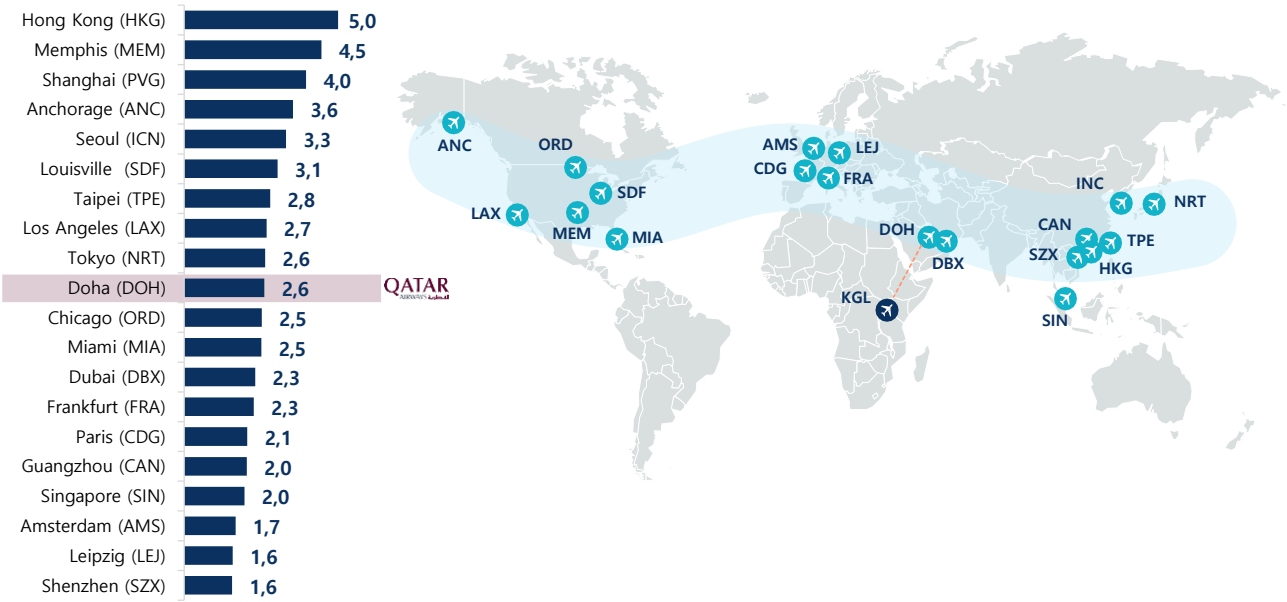 Hong Kong (HKG) 5,0
Memphis (MEM) 4,5
Shanghai (PVG) 4,0
Anchorage (ANC) 3,6
Seoul (ICN) 3,3
Louisville (SDF) 3,1
Taipei (TPE) 2,8
Los Angeles (LAX) 2,7
Tokyo (NRT) 2,6
Doha (DOH) 2,6
QATAR
AIRWAYS القطرية
Chicago (ORD) 2,5
Miami (MIA) 2,5
Dubai (DBX) 2,3
Frankfurt (FRA) 2,3
Paris (CDG) 2,1
Guangzhou (CAN) 2,0
Singapore (SIN) 2,0
Amsterdam (AMS) 1,7
Leipzig (LEJ) 1,6
Shenzhen (SZX) 1,6
ANC
ORD
SDF
LAX
MEM
MIA
AMS
LEJ
CDG
FRA
INC
NRT
DOH
DBX
CAN
TPE
SZX
HKG
KGL
SIN